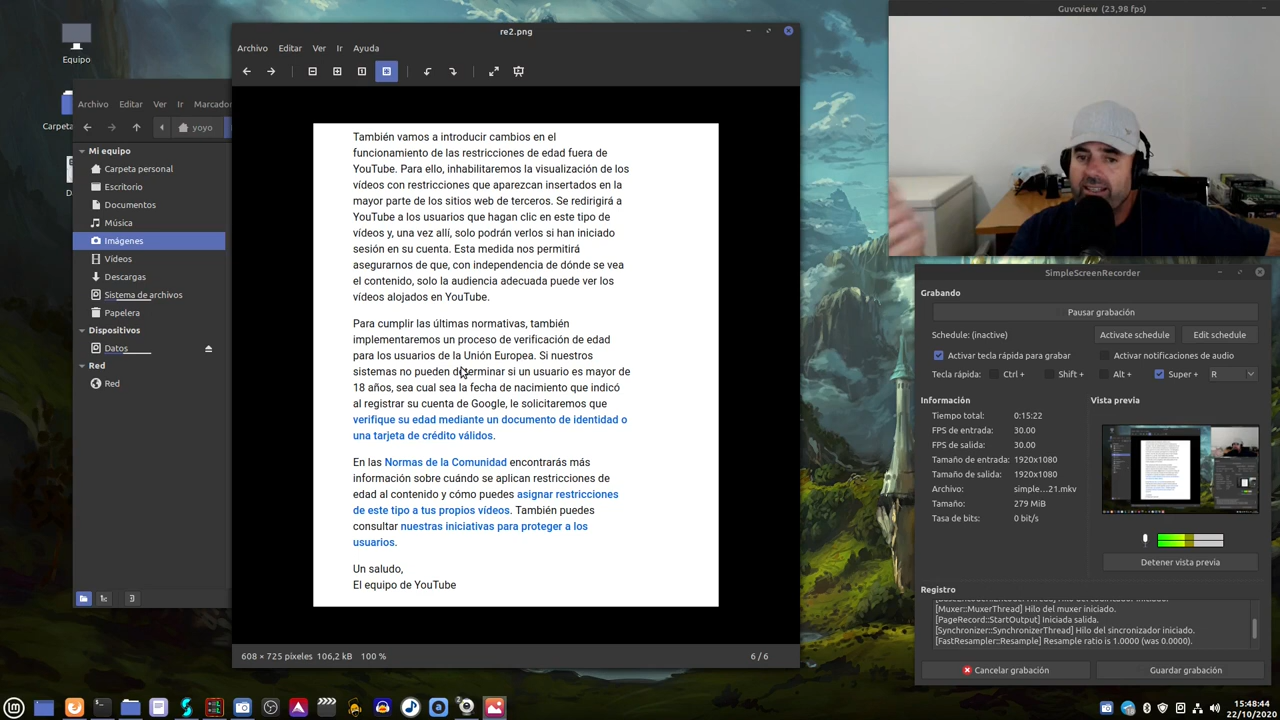 Equipo
Carpeta
D
Archivo Editar Ver Ir Marcador
yoyo
Mi equipo
Carpeta personal
Escritorio
Documentos
Música
Imágenes
Vídeos
Descargas
Sistema de archivos
Papelera
Dispositivos
Datos
Red
Red
re2.png
Archivo Editar Ver Ir Ayuda
También vamos a introducir cambios en el
funcionamiento de las restricciones de edad fuera de
YouTube. Para ello, inhabilitaremos la visualización de los
vídeos con restricciones que aparezcan insertados en la
mayor parte de los sitios web de terceros. Se redirigirá a
YouTube a los usuarios que hagan clic en este tipo de
vídeos y, una vez allí, solo podrán verlos si han iniciado
sesión en su cuenta. Esta medida nos permitirá
asegurarnos de que, con independencia de dónde se vea
el contenido, solo la audiencia adecuada puede ver los
vídeos alojados en YouTube.
Para cumplir las últimas normativas, también
implementaremos un proceso de verificación de edad
para los usuarios de la Unión Europea. Si nuestros
sistemas no pueden determinar si un usuario es mayor de
18 años, sea cual sea la fecha de nacimiento que indicó
al registrar su cuenta de Google, le solicitaremos que
verifique su edad mediante un documento de identidad o
una tarjeta de crédito válidos.
En las Normas de la Comunidad encontrarás más
información sobre cuándo se aplican restricciones de
edad al contenido y cómo puedes asignar restricciones
de este tipo a tus propios vídeos. También puedes
consultar nuestras iniciativas para proteger a los
usuarios.
Un saludo,
El equipo de YouTube
608 × 725 píxeles 106,2 kB 100 %
6 / 6
Guvcview (23,98 fps)
SimpleScreenRecorder
Grabando
Pausar grabación
Schedule: (inactive) Activate schedule Edit schedule
Activar tecla rápida para grabar Activar notificaciones de audio
Tecla rápida: Ctrl + Shift + Alt + Super + R
Información
Tiempo total: 0:15:22
FPS de entrada: 30.00
FPS de salida: 30.00
Tamaño de entrada: 1920x1080
Tamaño de salida: 1920x1080
Archivo: simple...21.mkv
Tamaño: 279 MiB
Tasa de bits: 0 bit/s
Vista previa
Detener vista previa
Registro
[Muxer::MuxerThread] Hilo del muxer iniciado.
[PageRecord::StartOutput] Iniciada salida.
[Synchronizer::SynchronizerThread] Hilo del sincronizador iniciado.
[FastResampler::Resample] Resample ratio is 1.0000 (was 0.0000).
Cancelar grabación Guardar grabación
15:48:44
22/10/2020